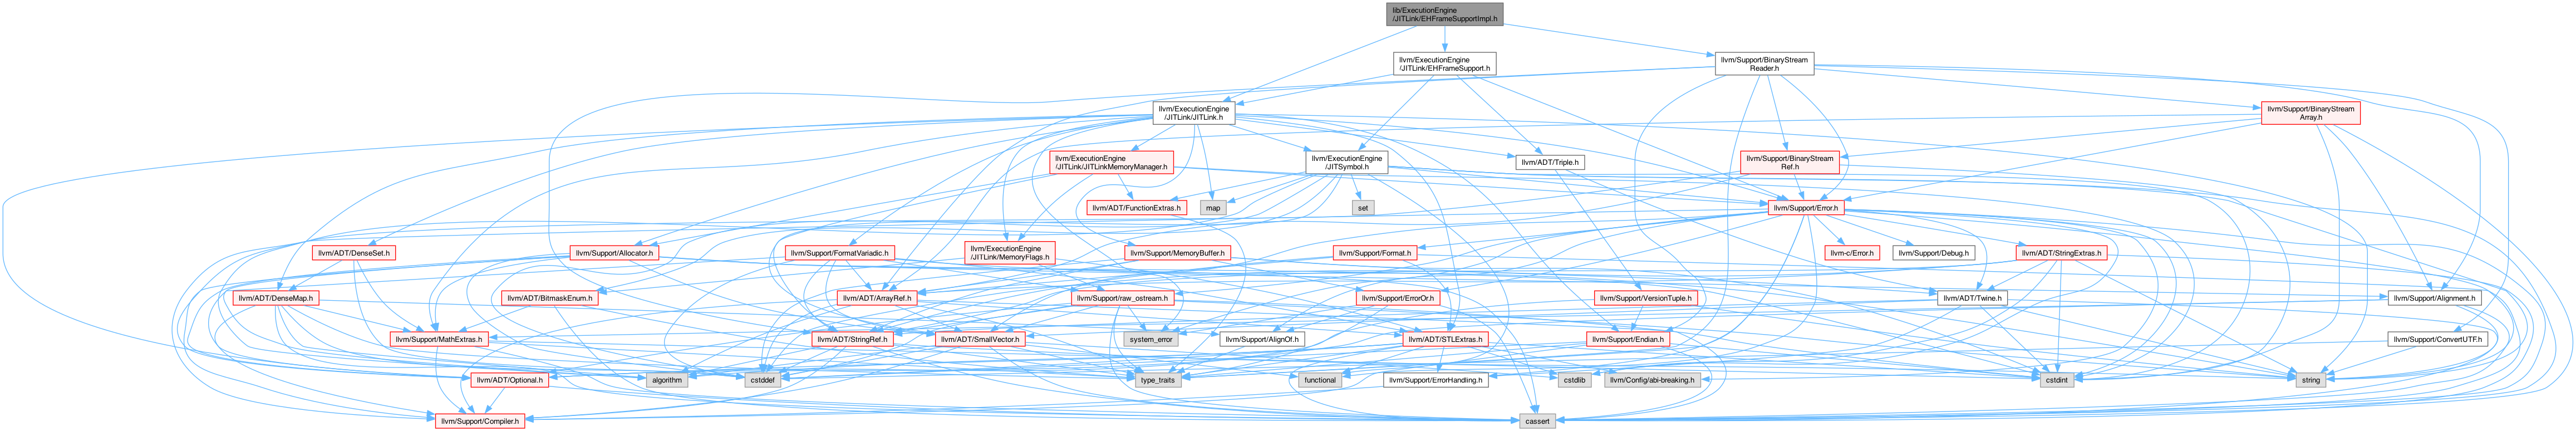 lib/ExecutionEngine
/JITLink/EHFrameSupportImpl.h
llvm/ExecutionEngine
/JITLink/EHFrameSupport.h
llvm/Support/BinaryStream
Reader.h
llvm/ExecutionEngine
/JITLink/JITLink.h
llvm/Support/BinaryStream
Array.h
llvm/ExecutionEngine
/JITLink/JITLinkMemoryManager.h
llvm/ExecutionEngine
/JITSymbol.h
llvm/ADT/Triple.h
llvm/Support/BinaryStream
Ref.h
llvm/ADT/FunctionExtras.h
map
set
llvm/Support/Error.h
llvm/ADT/DenseSet.h
llvm/Support/Allocator.h
llvm/Support/FormatVariadic.h
llvm/ExecutionEngine
/JITLink/MemoryFlags.h
llvm/Support/MemoryBuffer.h
llvm/Support/Format.h
llvm-c/Error.h
llvm/Support/Debug.h
llvm/ADT/StringExtras.h
llvm/ADT/DenseMap.h
llvm/ADT/BitmaskEnum.h
llvm/ADT/ArrayRef.h
llvm/Support/raw_ostream.h
llvm/Support/ErrorOr.h
llvm/Support/VersionTuple.h
llvm/ADT/Twine.h
llvm/Support/Alignment.h
llvm/Support/MathExtras.h
llvm/ADT/StringRef.h
llvm/ADT/SmallVector.h
system_error
llvm/Support/AlignOf.h
llvm/ADT/STLExtras.h
llvm/Support/Endian.h
llvm/Support/ConvertUTF.h
llvm/ADT/Optional.h
algorithm
cstddef
type_traits
functional
llvm/Support/ErrorHandling.h
cstdlib
llvm/Config/abi-breaking.h
cstdint
string
llvm/Support/Compiler.h
cassert